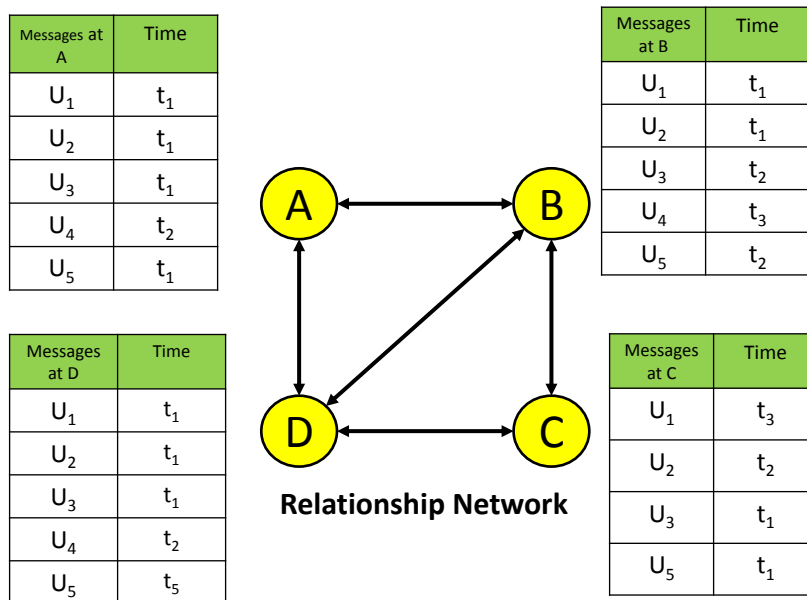 Messages at A Time
U₁ t₁
U₂ t₁
U₃ t₁
U₄ t₂
U₅ t₁
Messages at B Time
U₁ t₁
U₂ t₁
U₃ t₂
U₄ t₃
U₅ t₂
A B
D C
Relationship Network
Messages at D Time
U₁ t₁
U₂ t₁
U₃ t₁
U₄ t₂
U₅ t₅
Messages at C Time
U₁ t₃
U₂ t₂
U₃ t₁
U₅ t₁